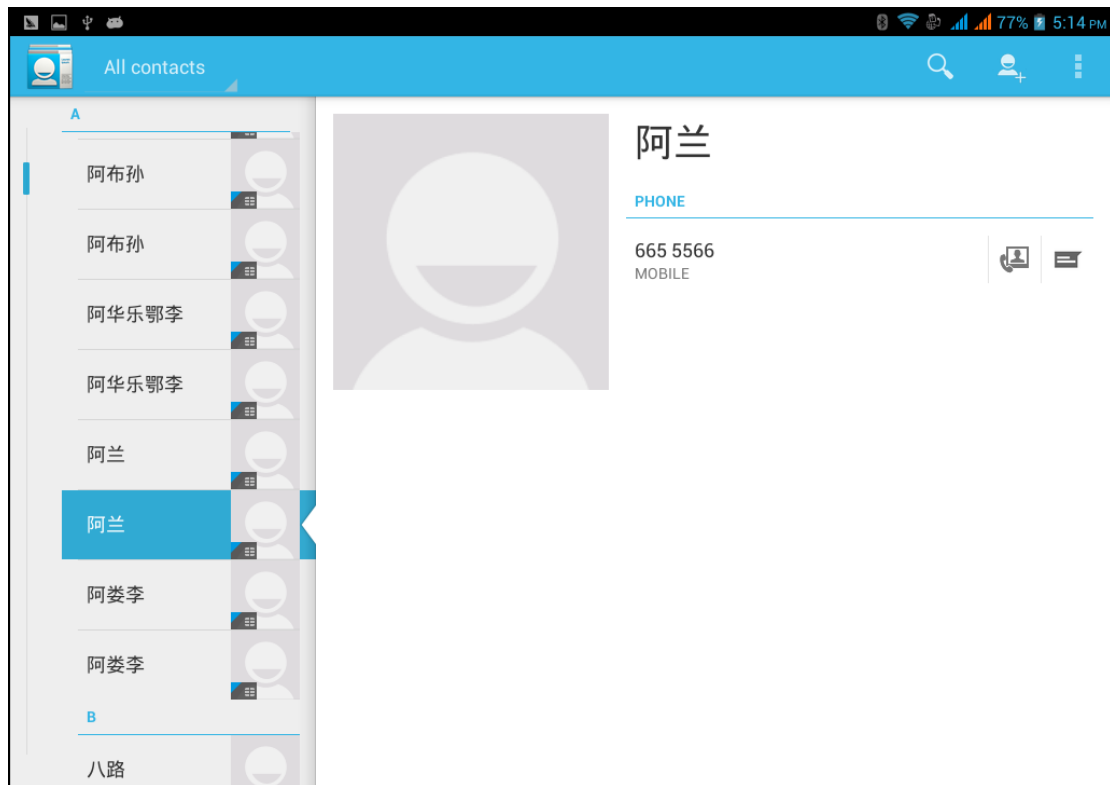 77% 5:14 PM
All contacts
A
阿布孙
阿布孙
阿华乐鄂李
阿华乐鄂李
阿兰
阿兰
阿娄李
阿娄李
B
八路
阿兰
PHONE
665 5566
MOBILE